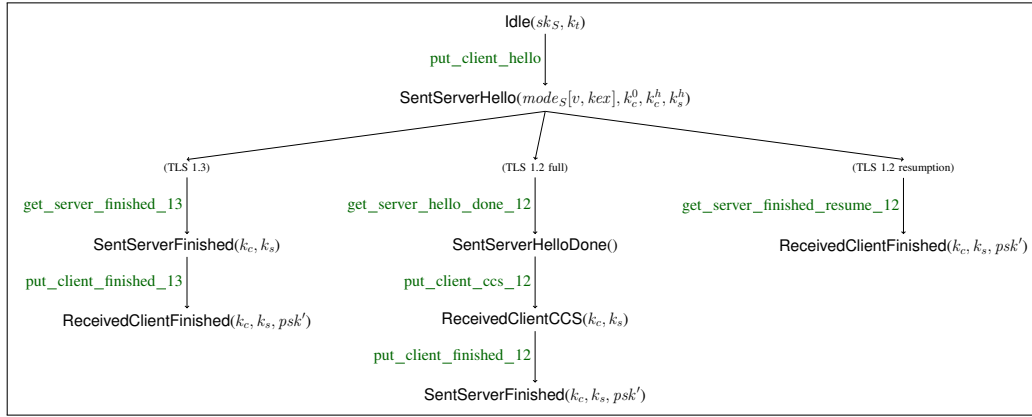 Idle(sk_S, k_t)
put_client_hello
SentServerHello(mode_S[v, kex], k_c^0, k_c^h, k_s^h)
(TLS 1.3) (TLS 1.2 full) (TLS 1.2 resumption)
get_server_finished_13 get_server_hello_done_12 get_server_finished_resume_12
SentServerFinished(k_c, k_s) SentServerHelloDone() ReceivedClientFinished(k_c, k_s, psk')
put_client_finished_13 put_client_ccs_12
ReceivedClientFinished(k_c, k_s, psk') ReceivedClientCCS(k_c, k_s)
put_client_finished_12
SentServerFinished(k_c, k_s, psk')